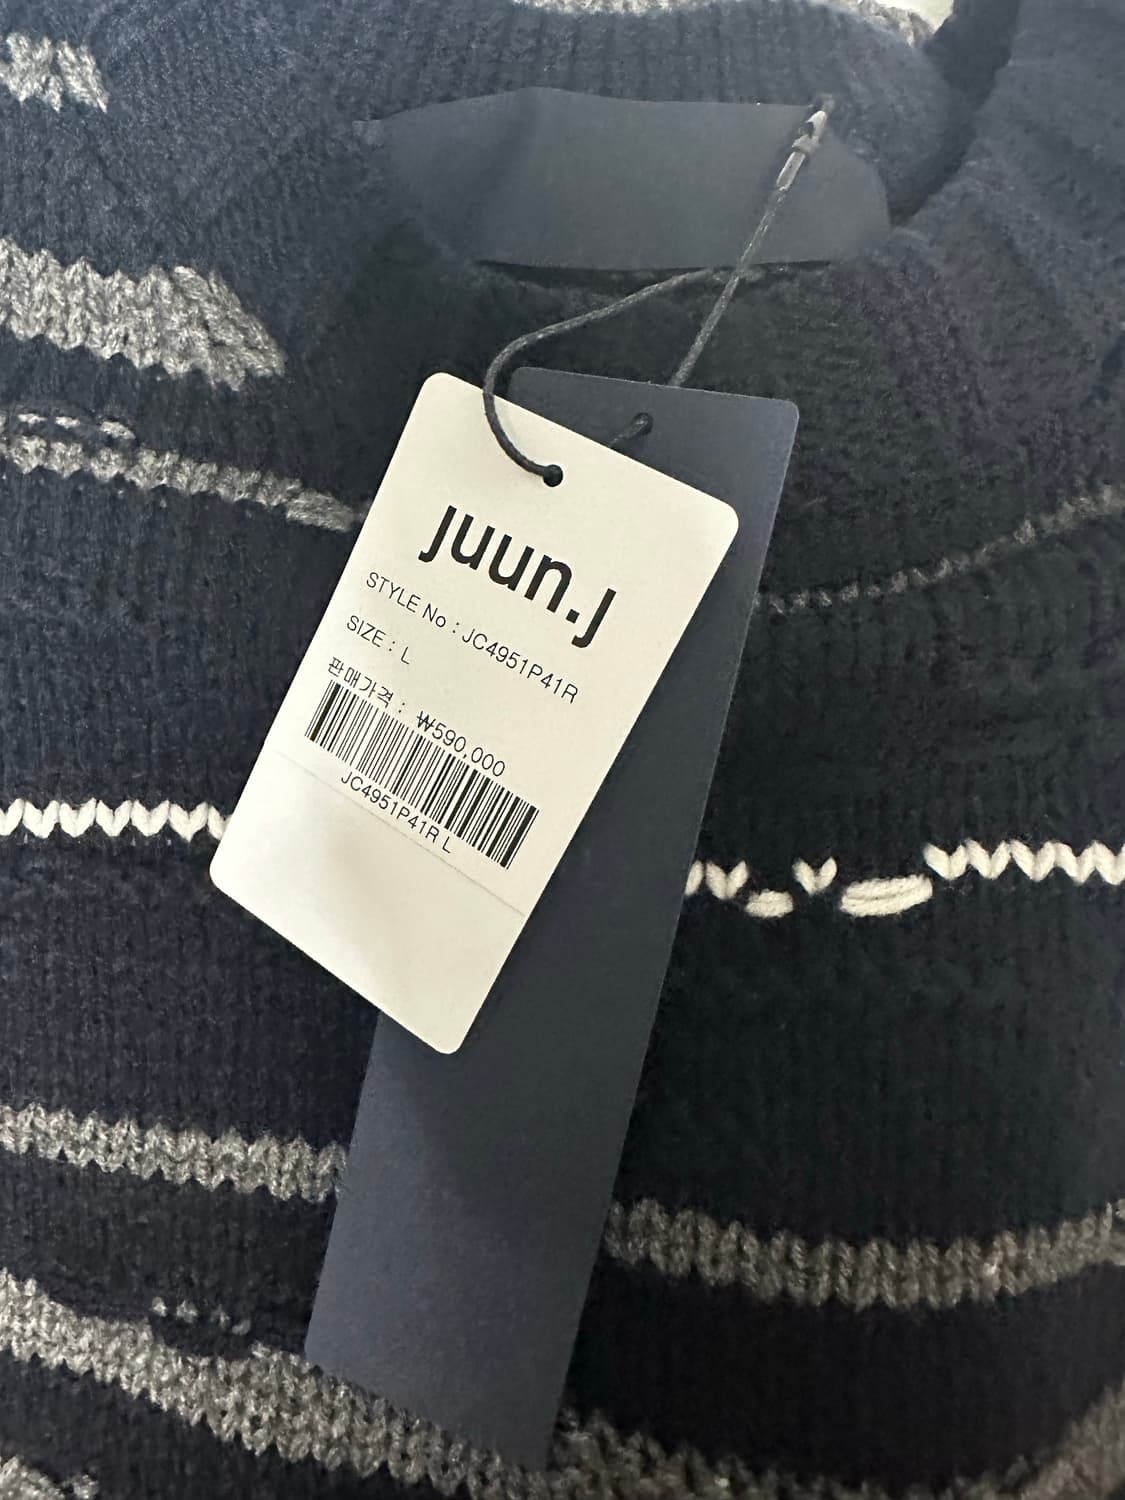 juun.j
STYLE No : JC4951P41R
SIZE : L
판매가격 : ₩590,000
JC4951P41R L